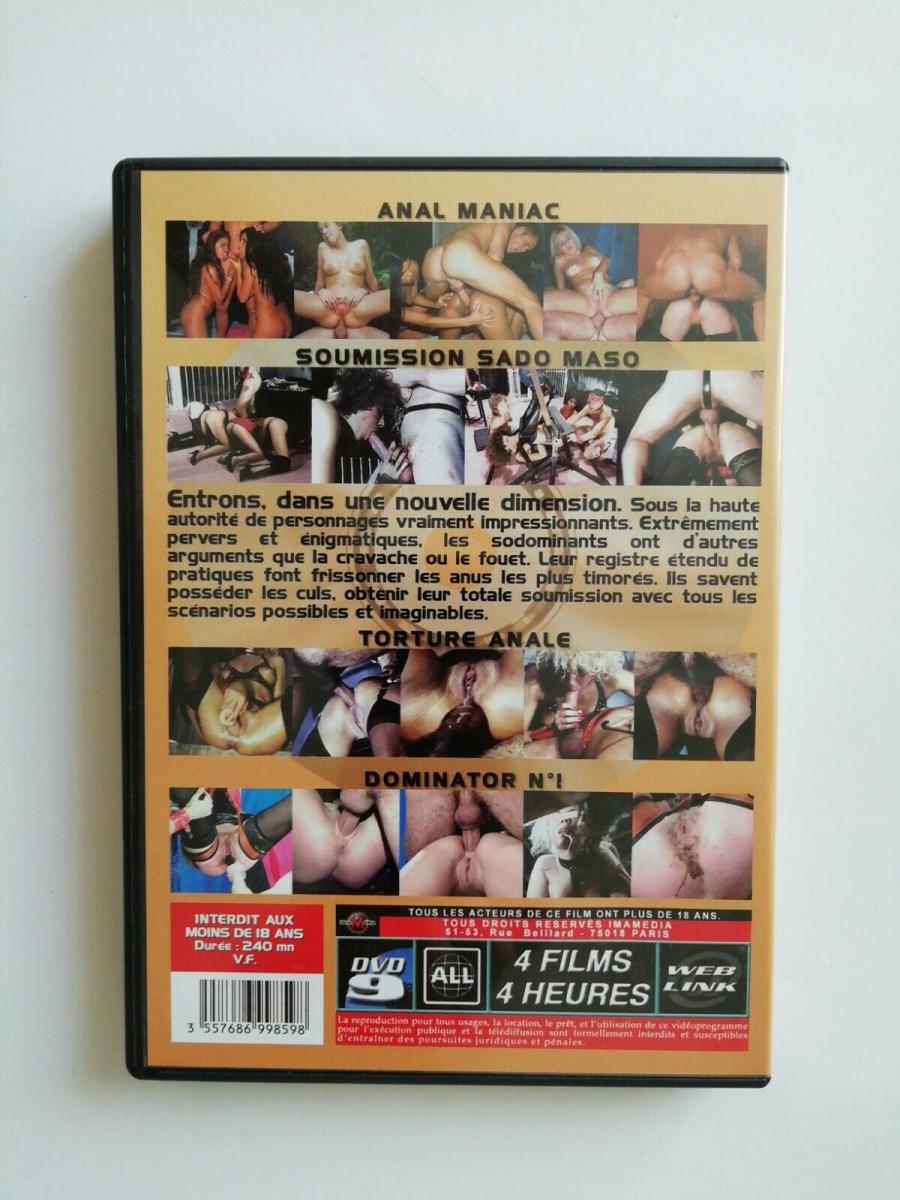 ANAL MANIAC
SOUMISSION SADO MASO
Entrons, dans une nouvelle dimension. Sous la haute
autorité de personnages vraiment impressionnants. Extrêmement
pervers et énigmatiques, les sodominants ont d'autres
arguments que la cravache ou le fouet. Leur registre étendu de
pratiques font frissonner les anus les plus timorés. Ils savent
posséder les culs, obtenir leur totale soumission avec tous les
scénarios possibles et imaginables.
TORTURE ANALE
DOMINATOR N°1
INTERDIT AUX
MOINS DE 18 ANS
Durée : 240 mn
V.F.
3 557686 998598
TOUS LES ACTEURS DE CE FILM ONT PLUS DE 18 ANS.
TOUS DROITS RESERVÉS IMAMEDIA
51-53, Rue Belliard - 75018 PARIS
DVD
9
ALL
4 FILMS
4 HEURES
WEB
LINK
La reproduction pour tous usages, la location, le prêt, et l'utilisation de ce vidéoprogramme
pour l'exécution publique et la télédifusion sont formellement interdits et susceptibles
d'entraîner des poursuites juridiques et pénales.